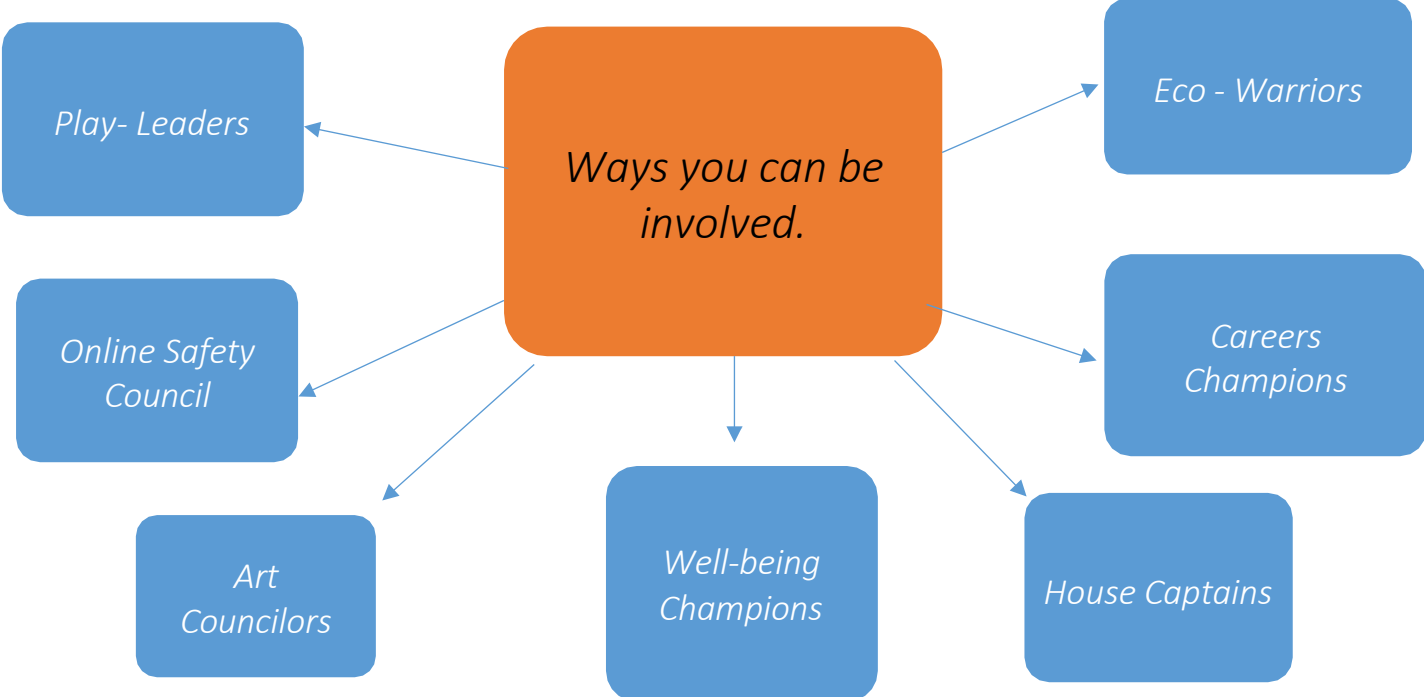 Play- Leaders
Ways you can be
involved.
Eco - Warriors
Online Safety
Council
Careers
Champions
Art
Councilors
Well-being
Champions
House Captains